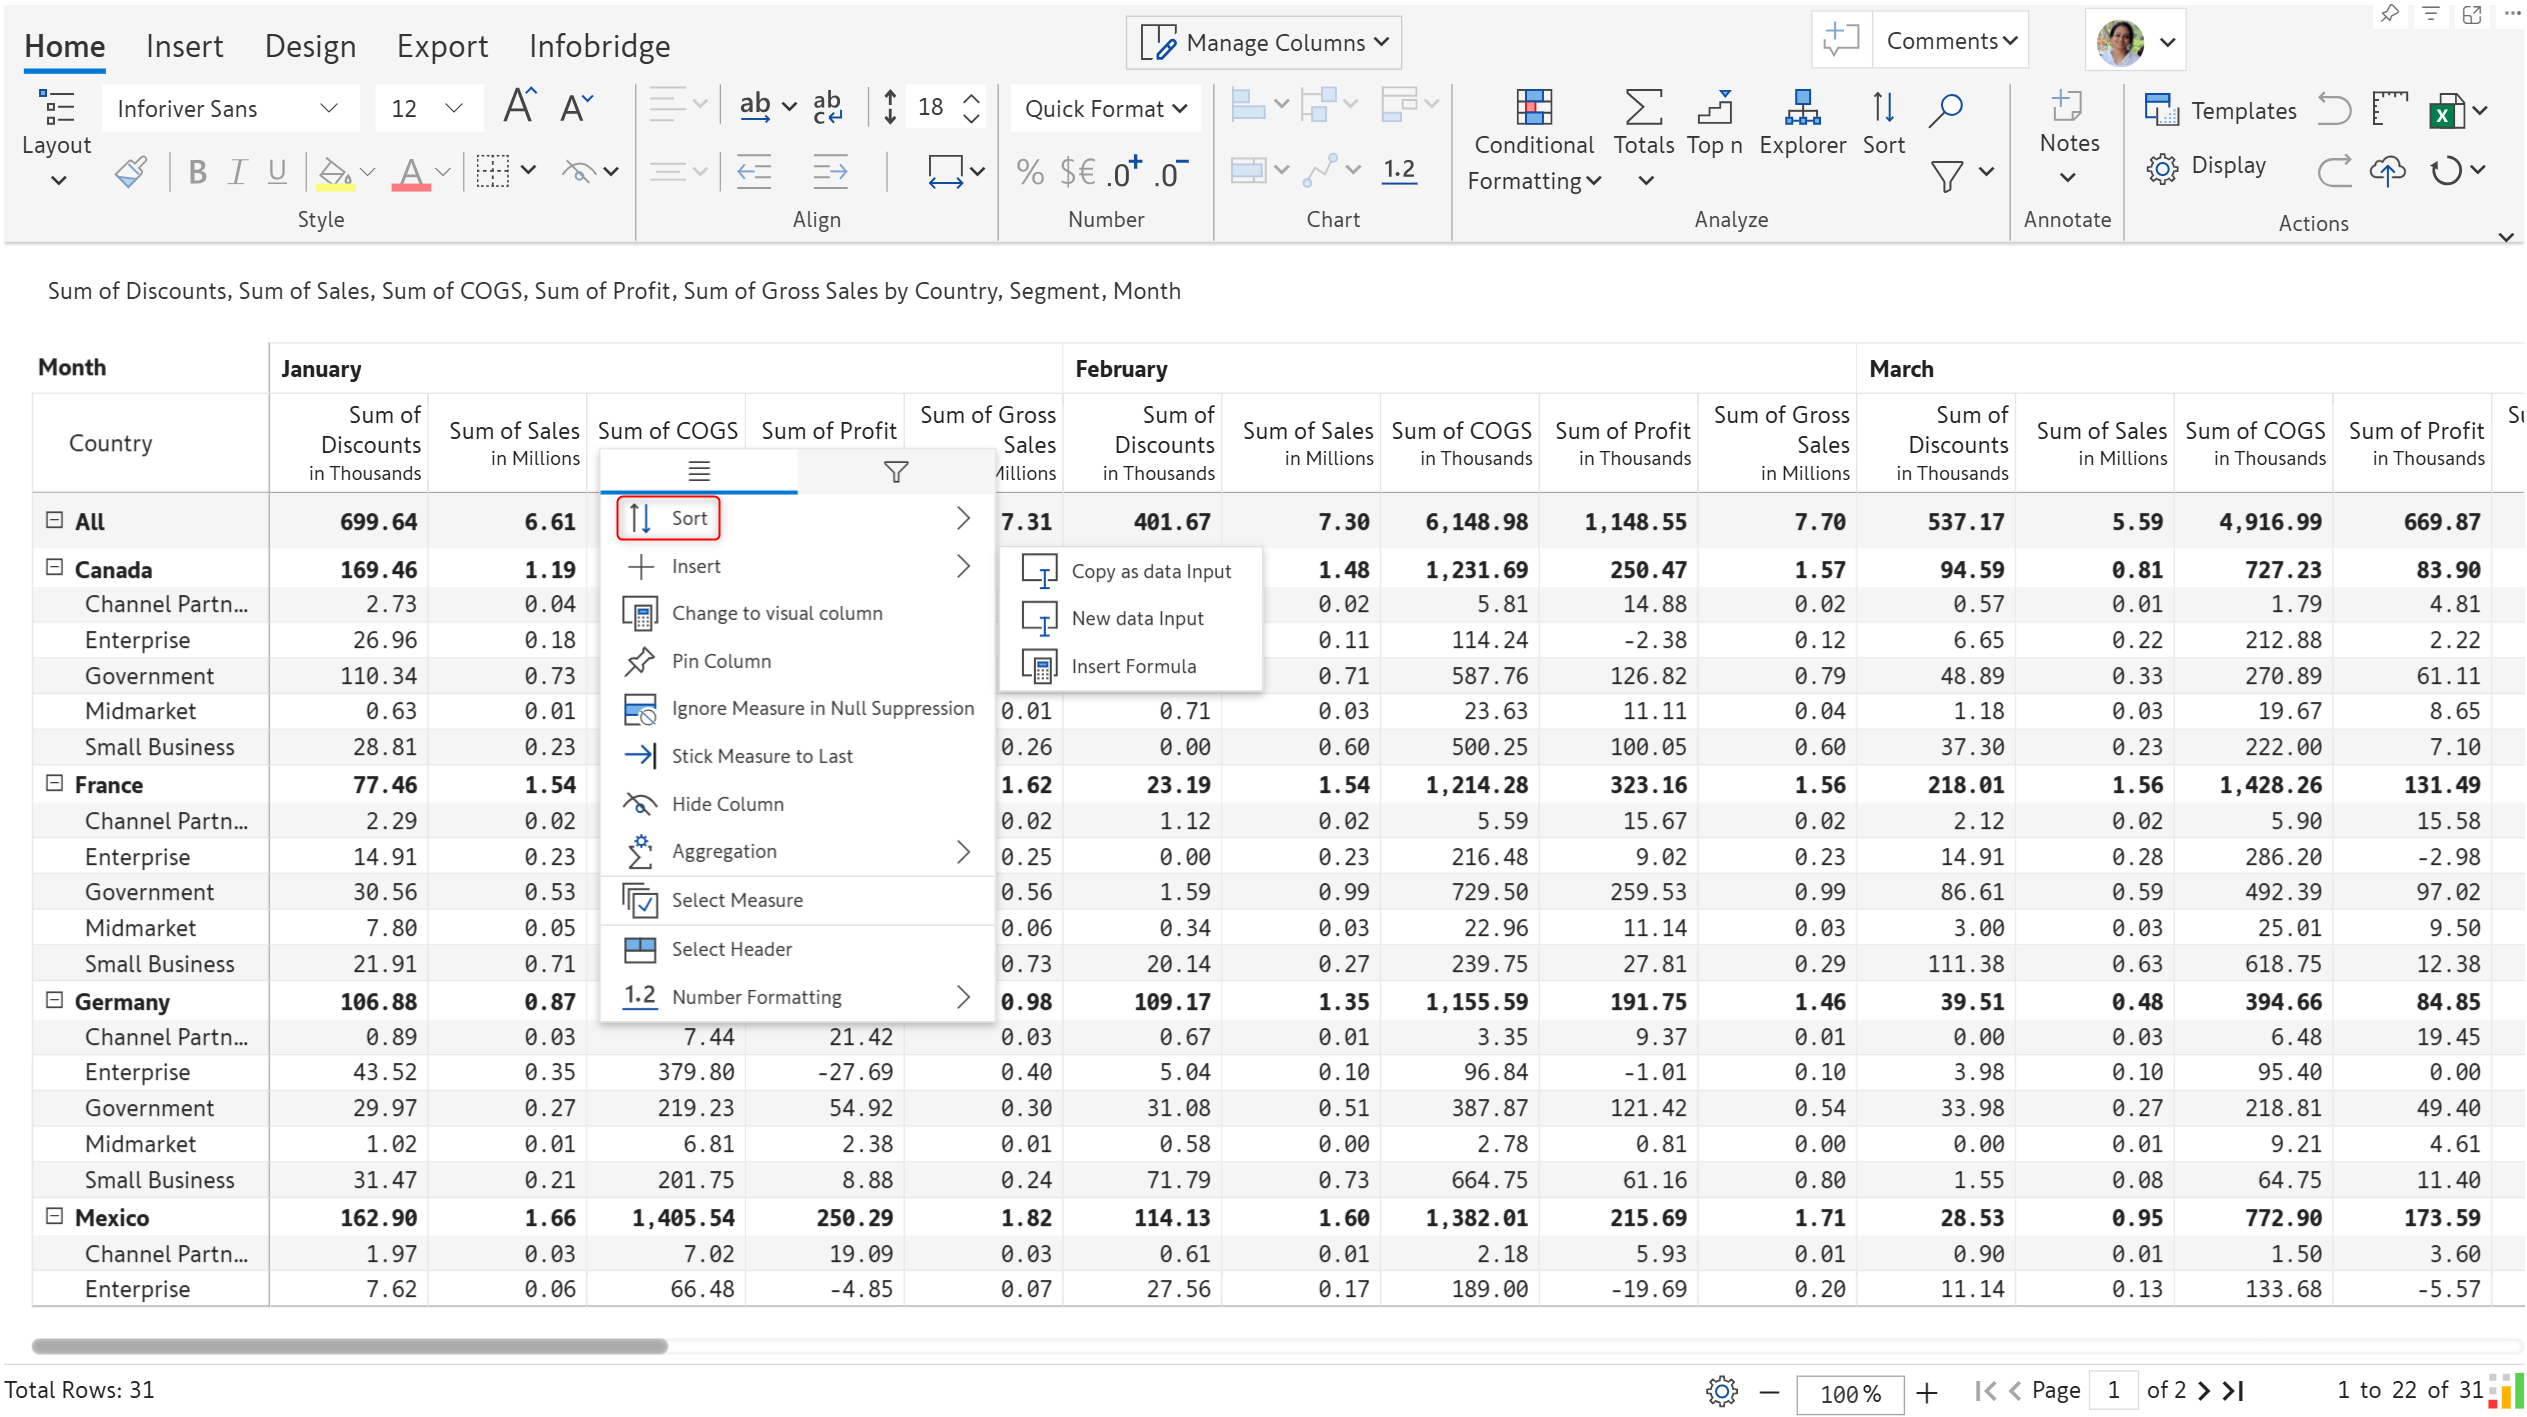 Home Insert Design Export Infobridge Manage Columns Comments
Inforiver Sans 12 A A ab ab 18 Quick Format Templates
c
Layout Conditional Totals Top n Explorer Sort Notes
B I U A % $€ .0+ .0- 1.2 Formatting Display
Style Align Number Chart Analyze Annotate Actions
Sum of Discounts, Sum of Sales, Sum of COGS, Sum of Profit, Sum of Gross Sales by Country, Segment, Month
Month January February March
Country Sum of Discounts in Thousands Sum of Sales in Millions Sum of COGS Sum of Profit Sum of Gross Sales Millions Sum of Discounts in Thousands Sum of Sales in Millions Sum of COGS in Thousands Sum of Profit in Thousands Sum of Gross Sales in Millions Sum of Discounts in Thousands Sum of Sales in Millions Sum of COGS in Thousands Sum of Profit in Thousands
All 699.64 6.61 7.31 401.67 7.30 6,148.98 1,148.55 7.70 537.17 5.59 4,916.99 669.87
Canada 169.46 1.19 1.48 1,231.69 250.47 1.57 94.59 0.81 727.23 83.90
Channel Partn... 2.73 0.04 0.02 5.81 14.88 0.02 0.57 0.01 1.79 4.81
Enterprise 26.96 0.18 0.11 114.24 -2.38 0.12 6.65 0.22 212.88 2.22
Government 110.34 0.73 0.71 587.76 126.82 0.79 48.89 0.33 270.89 61.11
Midmarket 0.63 0.01 0.01 0.71 0.03 23.63 11.11 0.04 1.18 0.03 19.67 8.65
Small Business 28.81 0.23 0.26 0.00 0.60 500.25 100.05 0.60 37.30 0.23 222.00 7.10
France 77.46 1.54 1.62 23.19 1.54 1,214.28 323.16 1.56 218.01 1.56 1,428.26 131.49
Channel Partn... 2.29 0.02 0.02 1.12 0.02 5.59 15.67 0.02 2.12 0.02 5.90 15.58
Enterprise 14.91 0.23 0.25 0.00 0.23 216.48 9.02 0.23 14.91 0.28 286.20 -2.98
Government 30.56 0.53 0.56 1.59 0.99 729.50 259.53 0.99 86.61 0.59 492.39 97.02
Midmarket 7.80 0.05 0.06 0.34 0.03 22.96 11.14 0.03 3.00 0.03 25.01 9.50
Small Business 21.91 0.71 0.73 20.14 0.27 239.75 27.81 0.29 111.38 0.63 618.75 12.38
Germany 106.88 0.87 0.98 109.17 1.35 1,155.59 191.75 1.46 39.51 0.48 394.66 84.85
Channel Partn... 0.89 0.03 7.44 21.42 0.03 0.67 0.01 3.35 9.37 0.01 0.00 0.03 6.48 19.45
Enterprise 43.52 0.35 379.80 -27.69 0.40 5.04 0.10 96.84 -1.01 0.10 3.98 0.10 95.40 0.00
Government 29.97 0.27 219.23 54.92 0.30 31.08 0.51 387.87 121.42 0.54 33.98 0.27 218.81 49.40
Midmarket 1.02 0.01 6.81 2.38 0.01 0.58 0.00 2.78 0.81 0.00 0.00 0.01 9.21 4.61
Small Business 31.47 0.21 201.75 8.88 0.24 71.79 0.73 664.75 61.16 0.80 1.55 0.08 64.75 11.40
Mexico 162.90 1.66 1,405.54 250.29 1.82 114.13 1.60 1,382.01 215.69 1.71 28.53 0.95 772.90 173.59
Channel Partn... 1.97 0.03 7.02 19.09 0.03 0.61 0.01 2.18 5.93 0.01 0.90 0.01 1.50 3.60
Enterprise 7.62 0.06 66.48 -4.85 0.07 27.56 0.17 189.00 -19.69 0.20 11.14 0.13 133.68 -5.57
Sort
Insert
Change to visual column
Pin Column
Ignore Measure in Null Suppression
Stick Measure to Last
Hide Column
Aggregation
Select Measure
Select Header
1.2 Number Formatting
Copy as data Input
New data Input
Insert Formula
Total Rows: 31 100 % Page 1 of 2 1 to 22 of 31